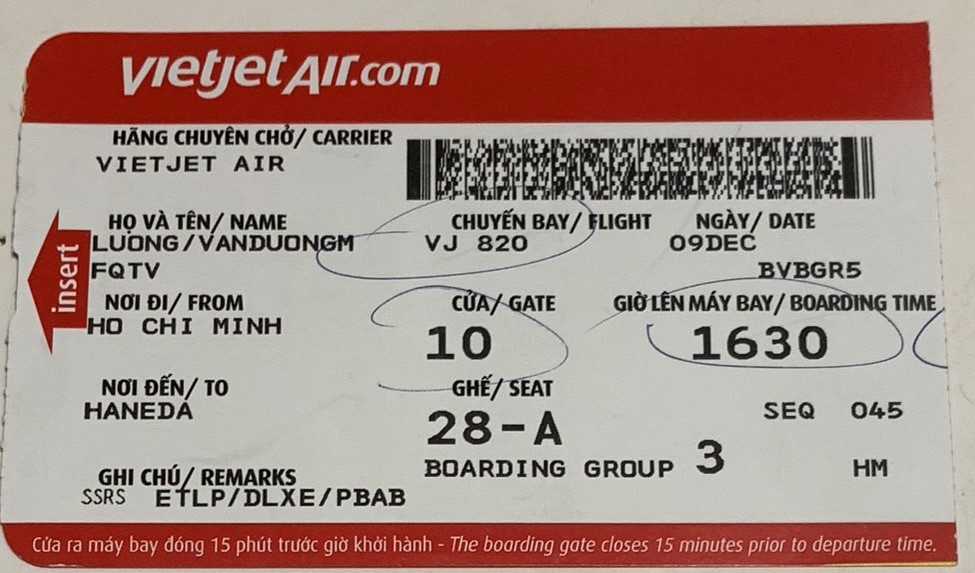 vietjetAir.com
HÃNG CHUYÊN CHỞ/ CARRIER
VIETJET AIR
HỌ VÀ TÊN/ NAME CHUYẾN BAY/ FLIGHT NGÀY/ DATE
LUONG/VANDUONGM VJ 820 09DEC
FQTV BVBGR5
insert
NƠI ĐI/ FROM CỬA/ GATE GIỜ LÊN MÁY BAY/ BOARDING TIME
HO CHI MINH 10 1630
NƠI ĐẾN/ TO GHẾ/ SEAT
HANEDA 28-A SEQ 045
BOARDING GROUP 3 HM
GHI CHÚ/ REMARKS
SSRS ETLP/DLXE/PBAB
Cửa ra máy bay đóng 15 phút trước giờ khởi hành - The boarding gate closes 15 minutes prior to departure time.